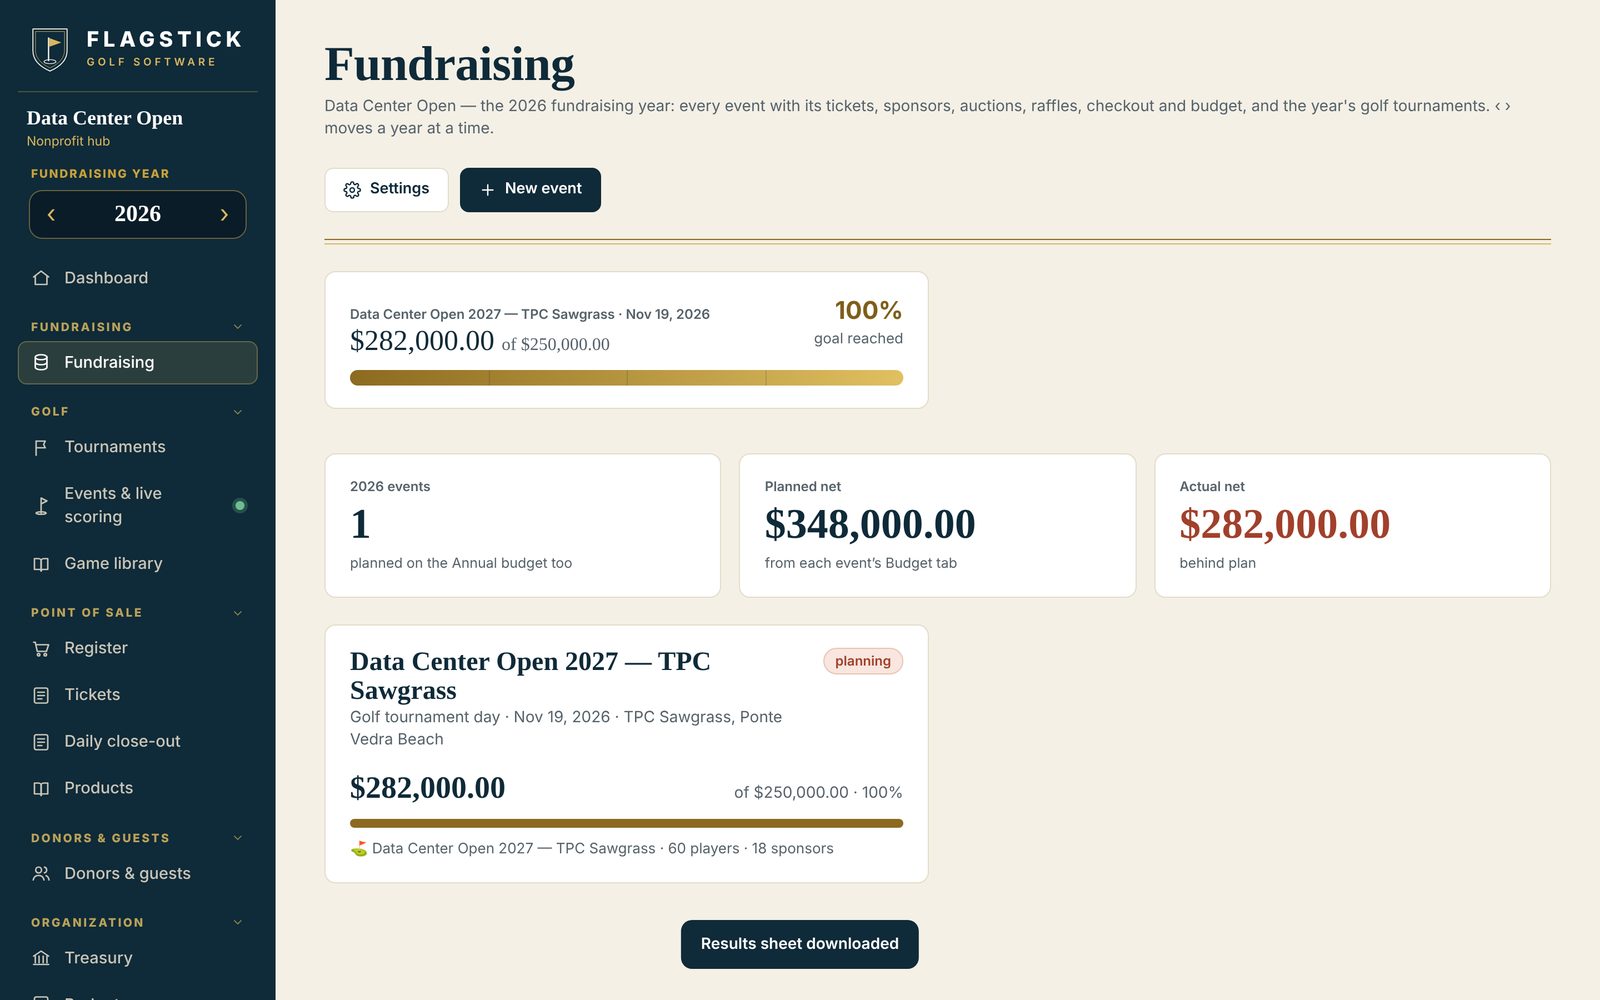 FLAGSTICK
GOLF SOFTWARE
Data Center Open
Nonprofit hub
FUNDRAISING YEAR
‹ 2026 ›
Dashboard
FUNDRAISING
Fundraising
GOLF
Tournaments
Events & live
scoring
Game library
POINT OF SALE
Register
Tickets
Daily close-out
Products
DONORS & GUESTS
Donors & guests
ORGANIZATION
Treasury
Fundraising
Data Center Open — the 2026 fundraising year: every event with its tickets, sponsors, auctions, raffles, checkout and budget, and the year's golf tournaments. ‹ ›
moves a year at a time.
Settings
New event
Data Center Open 2027 — TPC Sawgrass · Nov 19, 2026
$282,000.00 of $250,000.00
100%
goal reached
2026 events
1
planned on the Annual budget too
Planned net
$348,000.00
from each event’s Budget tab
Actual net
$282,000.00
behind plan
Data Center Open 2027 — TPC
Sawgrass
planning
Golf tournament day · Nov 19, 2026 · TPC Sawgrass, Ponte
Vedra Beach
$282,000.00
of $250,000.00 · 100%
⛳ Data Center Open 2027 — TPC Sawgrass · 60 players · 18 sponsors
Results sheet downloaded